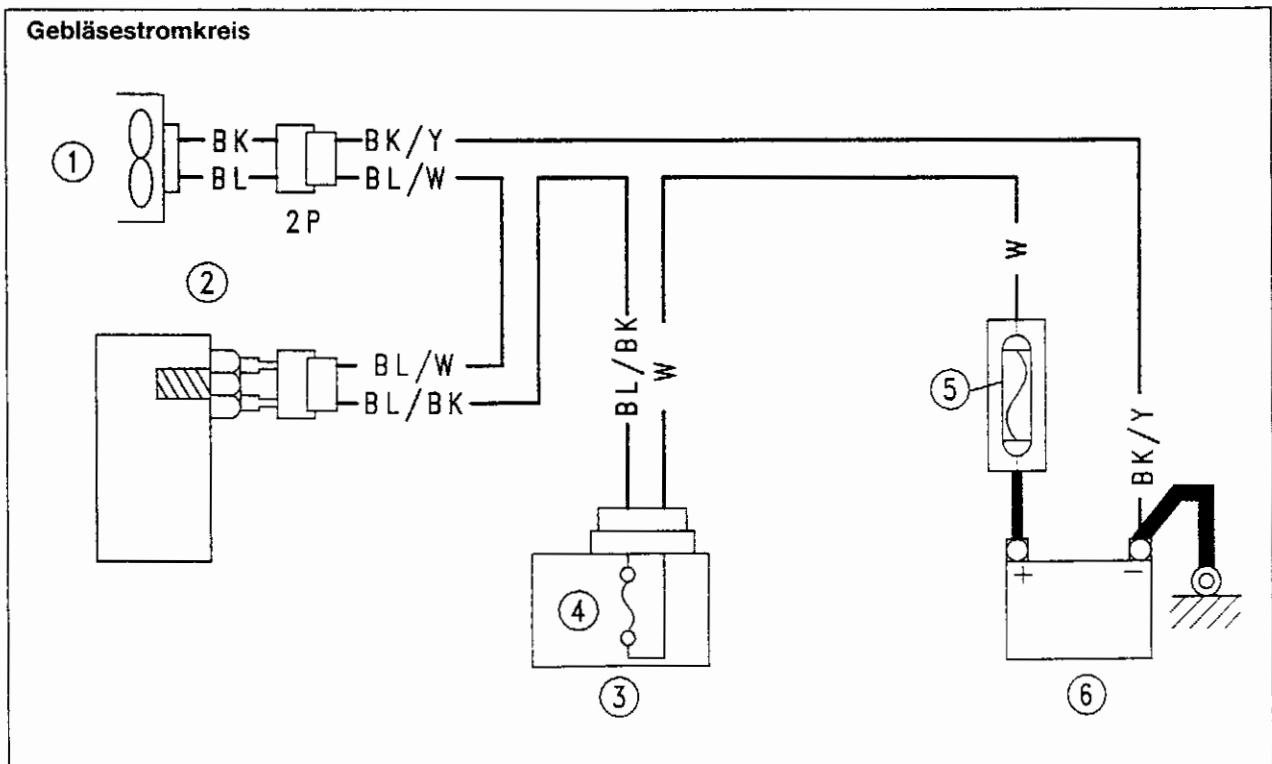 Gebläsestromkreis
1
BK
BK/Y
BL
BL/W
2P
2
W
BL/W
BL/BK
BL/BK
W
5
BK/Y
4
+
−
3
6